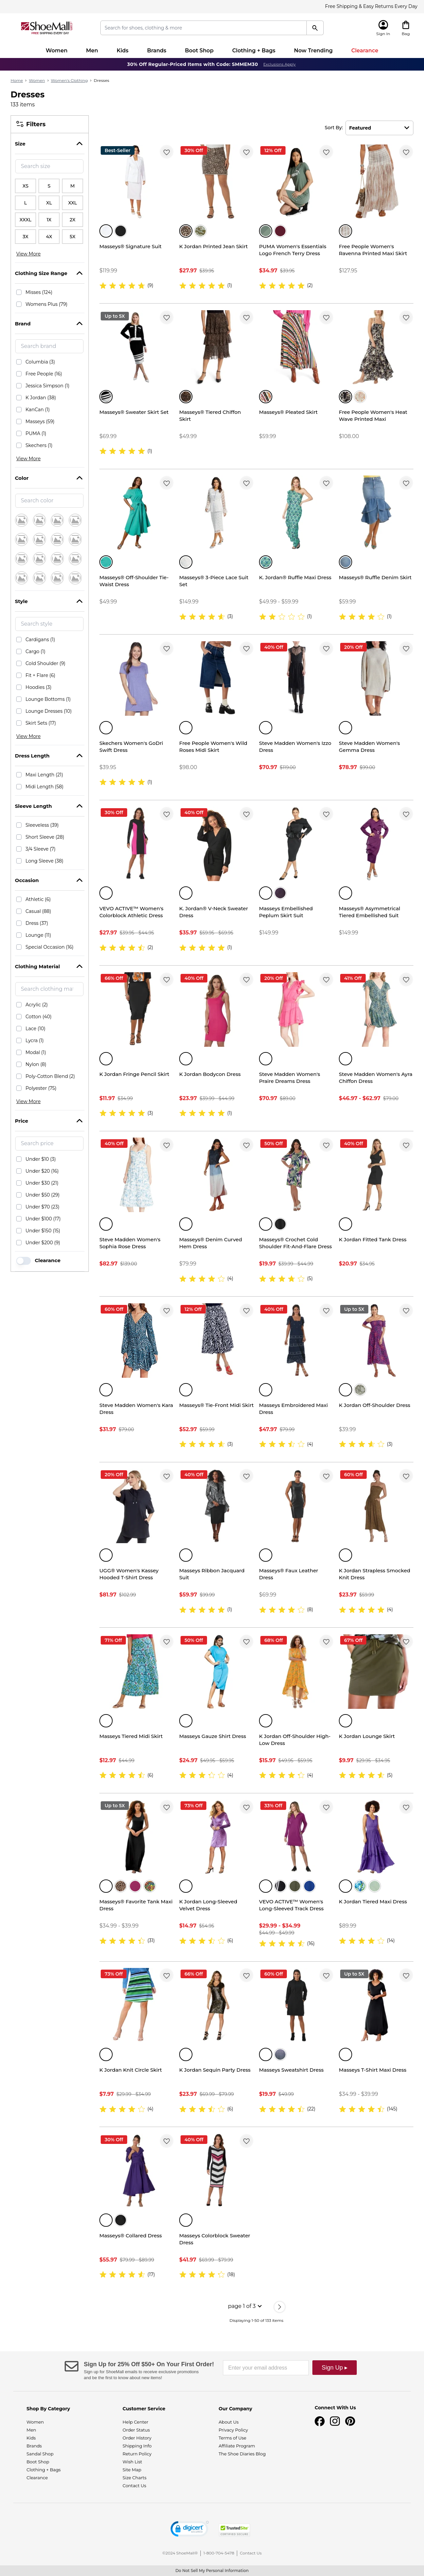 Free Shipping & Easy Returns Every Day
ShoeMall
FREE SHIPPING EVERY DAY
Search for shoes, clothing & more
Sign In
Bag
Women
Men
Kids
Brands
Boot Shop
Clothing + Bags
Now Trending
Clearance
30% Off Regular-Priced Items with Code: SMMEM30 Exclusions Apply.
Home > Women > Women's Clothing > Dresses
Dresses
133 items
Filters
Size
Search size
XS S M
L XL XXL
XXXL 1X 2X
3X 4X 5X
View More
Clothing Size Range
Misses (124)
Womens Plus (79)
Brand
Search brand
Columbia (3)
Free People (16)
Jessica Simpson (1)
K Jordan (38)
KanCan (1)
Masseys (59)
PUMA (1)
Skechers (1)
View More
Color
Search color
Style
Search style
Cardigans (1)
Cargo (1)
Cold Shoulder (9)
Fit + Flare (6)
Hoodies (3)
Lounge Bottoms (1)
Lounge Dresses (10)
Skirt Sets (17)
View More
Dress Length
Maxi Length (21)
Midi Length (58)
Sleeve Length
Sleeveless (39)
Short Sleeve (28)
3/4 Sleeve (7)
Long Sleeve (38)
Occasion
Athletic (6)
Casual (88)
Dress (37)
Lounge (11)
Special Occasion (16)
Clothing Material
Search clothing ma
Acrylic (2)
Cotton (40)
Lace (10)
Lycra (1)
Modal (1)
Nylon (8)
Poly-Cotton Blend (2)
Polyester (75)
View More
Price
Search price
Under $10 (3)
Under $20 (16)
Under $30 (21)
Under $50 (29)
Under $70 (23)
Under $100 (17)
Under $150 (15)
Under $200 (9)
Clearance
Sort By: Featured
Best-Seller
Masseys® Signature Suit
$119.99
(9)
30% Off
K Jordan Printed Jean Skirt
$27.97 $39.95
(1)
12% Off
PUMA Women's Essentials
Logo French Terry Dress
$34.97 $39.95
(2)
Free People Women's
Ravenna Printed Maxi Skirt
$127.95
Up to 5X
Masseys® Sweater Skirt Set
$69.99
(1)
Masseys® Tiered Chiffon
Skirt
$49.99
Masseys® Pleated Skirt
$59.99
Free People Women's Heat
Wave Printed Maxi
$108.00
Masseys® Off-Shoulder Tie-
Waist Dress
$49.99
Masseys® 3-Piece Lace Suit
Set
$149.99
(3)
K. Jordan® Ruffle Maxi Dress
$49.99 - $59.99
(1)
Masseys® Ruffle Denim Skirt
$59.99
(1)
Skechers Women's GoDri
Swift Dress
$39.95
(1)
Free People Women's Wild
Roses Midi Skirt
$98.00
40% Off
Steve Madden Women's Izzo
Dress
$70.97 $119.00
20% Off
Steve Madden Women's
Gemma Dress
$78.97 $99.00
30% Off
VEVO ACTIVE™ Women's
Colorblock Athletic Dress
$27.97 $39.95 - $44.95
(2)
40% Off
K. Jordan® V-Neck Sweater
Dress
$35.97 $59.95 - $69.95
(1)
Masseys Embellished
Peplum Skirt Suit
$149.99
Masseys® Asymmetrical
Tiered Embellished Suit
$149.99
66% Off
K Jordan Fringe Pencil Skirt
$11.97 $34.99
(3)
40% Off
K Jordan Bodycon Dress
$23.97 $39.99 - $44.99
(1)
20% Off
Steve Madden Women's
Praire Dreams Dress
$70.97 $89.00
41% Off
Steve Madden Women's Ayra
Chiffon Dress
$46.97 - $62.97 $79.00
40% Off
Steve Madden Women's
Sophia Rose Dress
$82.97 $139.00
Masseys® Denim Curved
Hem Dress
$79.99
(4)
50% Off
Masseys® Crochet Cold
Shoulder Fit-And-Flare Dress
$19.97 $39.99 - $44.99
(5)
40% Off
K Jordan Fitted Tank Dress
$20.97 $34.95
60% Off
Steve Madden Women's Kara
Dress
$31.97 $79.00
12% Off
Masseys® Tie-Front Midi Skirt
$52.97 $59.99
(3)
40% Off
Masseys Embroidered Maxi
Dress
$47.97 $79.99
(4)
Up to 5X
K Jordan Off-Shoulder Dress
$39.99
(3)
20% Off
UGG® Women's Kassey
Hooded T-Shirt Dress
$81.97 $102.99
40% Off
Masseys Ribbon Jacquard
Suit
$59.97 $99.99
(1)
Masseys® Faux Leather
Dress
$69.99
(8)
60% Off
K Jordan Strapless Smocked
Knit Dress
$23.97 $59.99
(4)
71% Off
Masseys Tiered Midi Skirt
$12.97 $44.99
(6)
50% Off
Masseys Gauze Shirt Dress
$24.97 $49.95 - $59.95
(4)
68% Off
K Jordan Off-Shoulder High-
Low Dress
$15.97 $49.95 - $59.95
(4)
67% Off
K Jordan Lounge Skirt
$9.97 $29.95 - $34.95
(5)
Up to 5X
Masseys® Favorite Tank Maxi
Dress
$34.99 - $39.99
(31)
73% Off
K Jordan Long-Sleeved
Velvet Dress
$14.97 $54.95
(6)
33% Off
VEVO ACTIVE™ Women's
Long-Sleeved Track Dress
$29.99 - $34.99
$44.99 - $49.99
(16)
K Jordan Tiered Maxi Dress
$89.99
(14)
73% Off
K Jordan Knit Circle Skirt
$7.97 $29.99 - $34.99
(4)
66% Off
K Jordan Sequin Party Dress
$23.97 $69.99 - $79.99
(6)
60% Off
Masseys Sweatshirt Dress
$19.97 $49.99
(22)
Up to 5X
Masseys T-Shirt Maxi Dress
$34.99 - $39.99
(145)
30% Off
Masseys® Collared Dress
$55.97 $79.99 - $89.99
(17)
40% Off
Masseys Colorblock Sweater
Dress
$41.97 $69.99 - $79.99
(18)
page 1 of 3
Displaying 1-50 of 133 items
Sign Up for 25% Off $50+ On Your First Order!
Sign up for ShoeMall emails to receive exclusive promotions
and be the first to know about new items!
Enter your email address
Sign Up ▸
Shop By Category
Women
Men
Kids
Brands
Sandal Shop
Boot Shop
Clothing + Bags
Clearance
Customer Service
Help Center
Order Status
Order History
Shipping Info
Return Policy
Wish List
Site Map
Size Charts
Contact Us
Our Company
About Us
Privacy Policy
Terms of Use
Affiliate Program
The Shoe Diaries Blog
Connect With Us
digicert
TrustedSite
©2024 ShoeMall®
1-800-704-5478
Contact Us
Do Not Sell My Personal Information